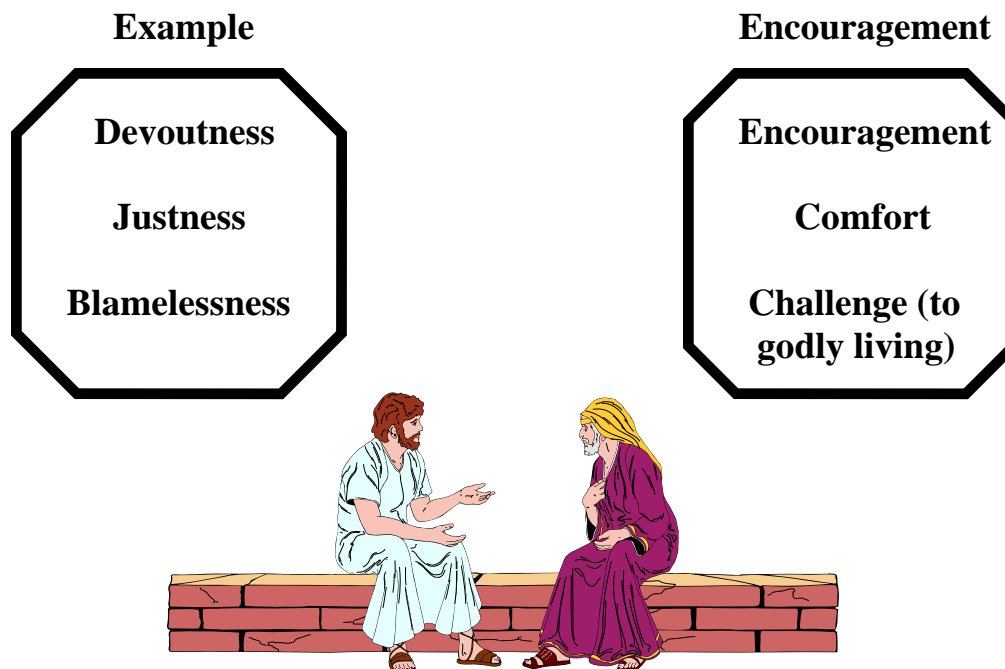 Example
Devoutness
Justness
Blamelessness
Encouragement
Encouragement
Comfort
Challenge (to
godly living)